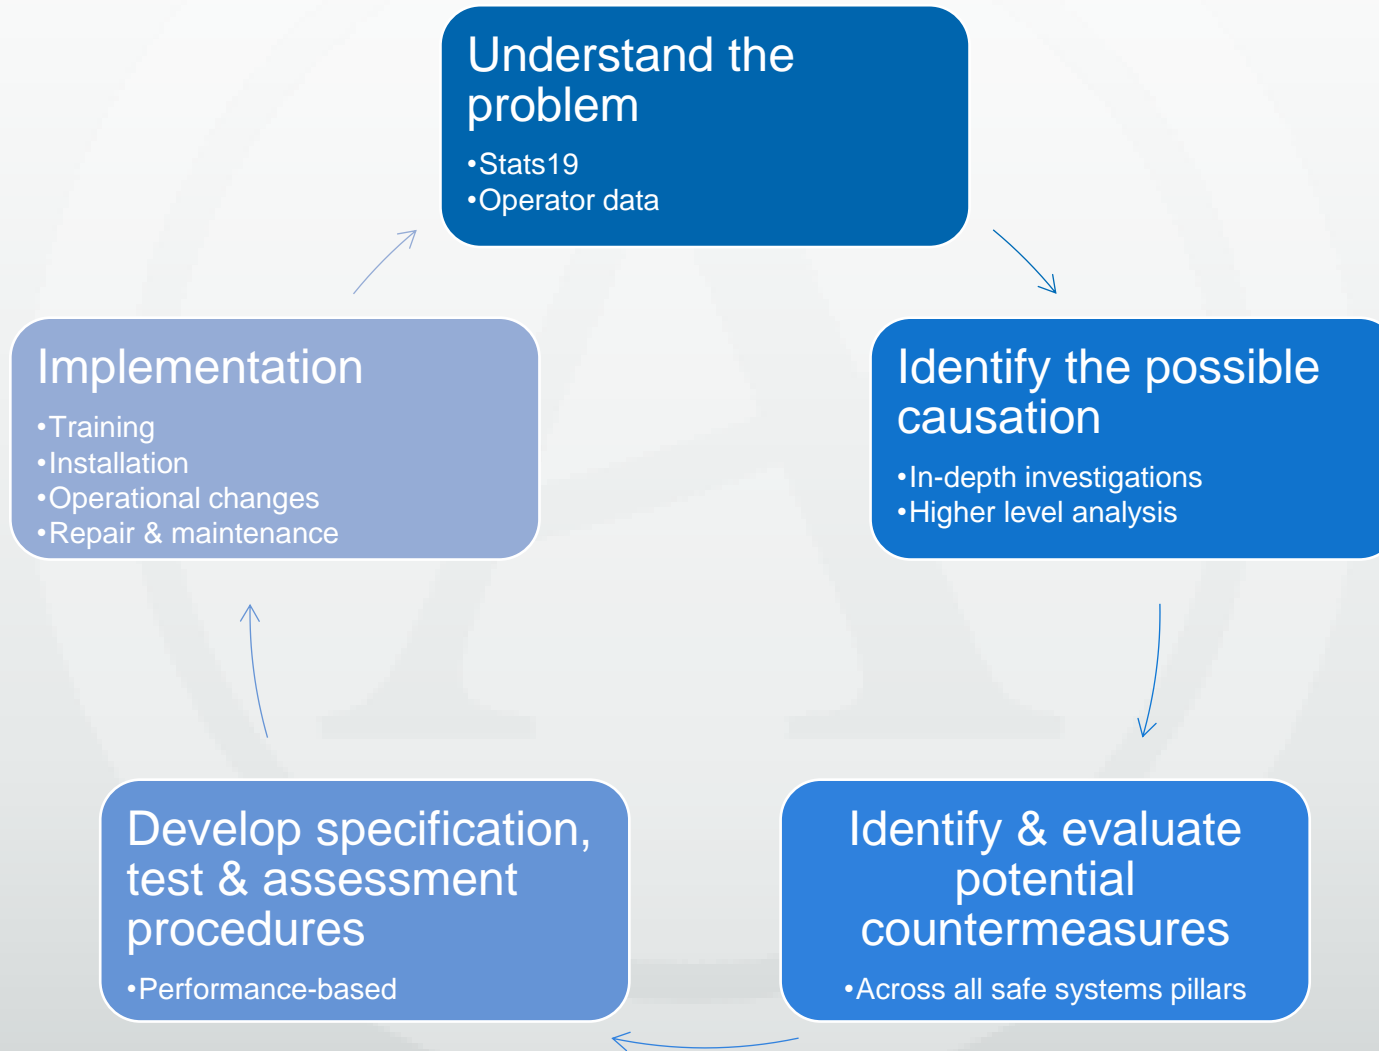 Understand the
problem
•Stats19
•Operator data
Identify the possible
causation
•In-depth investigations
•Higher level analysis
Identify & evaluate
potential
countermeasures
•Across all safe systems pillars
Develop specification,
test & assessment
procedures
•Performance-based
Implementation
•Training
•Installation
•Operational changes
•Repair & maintenance